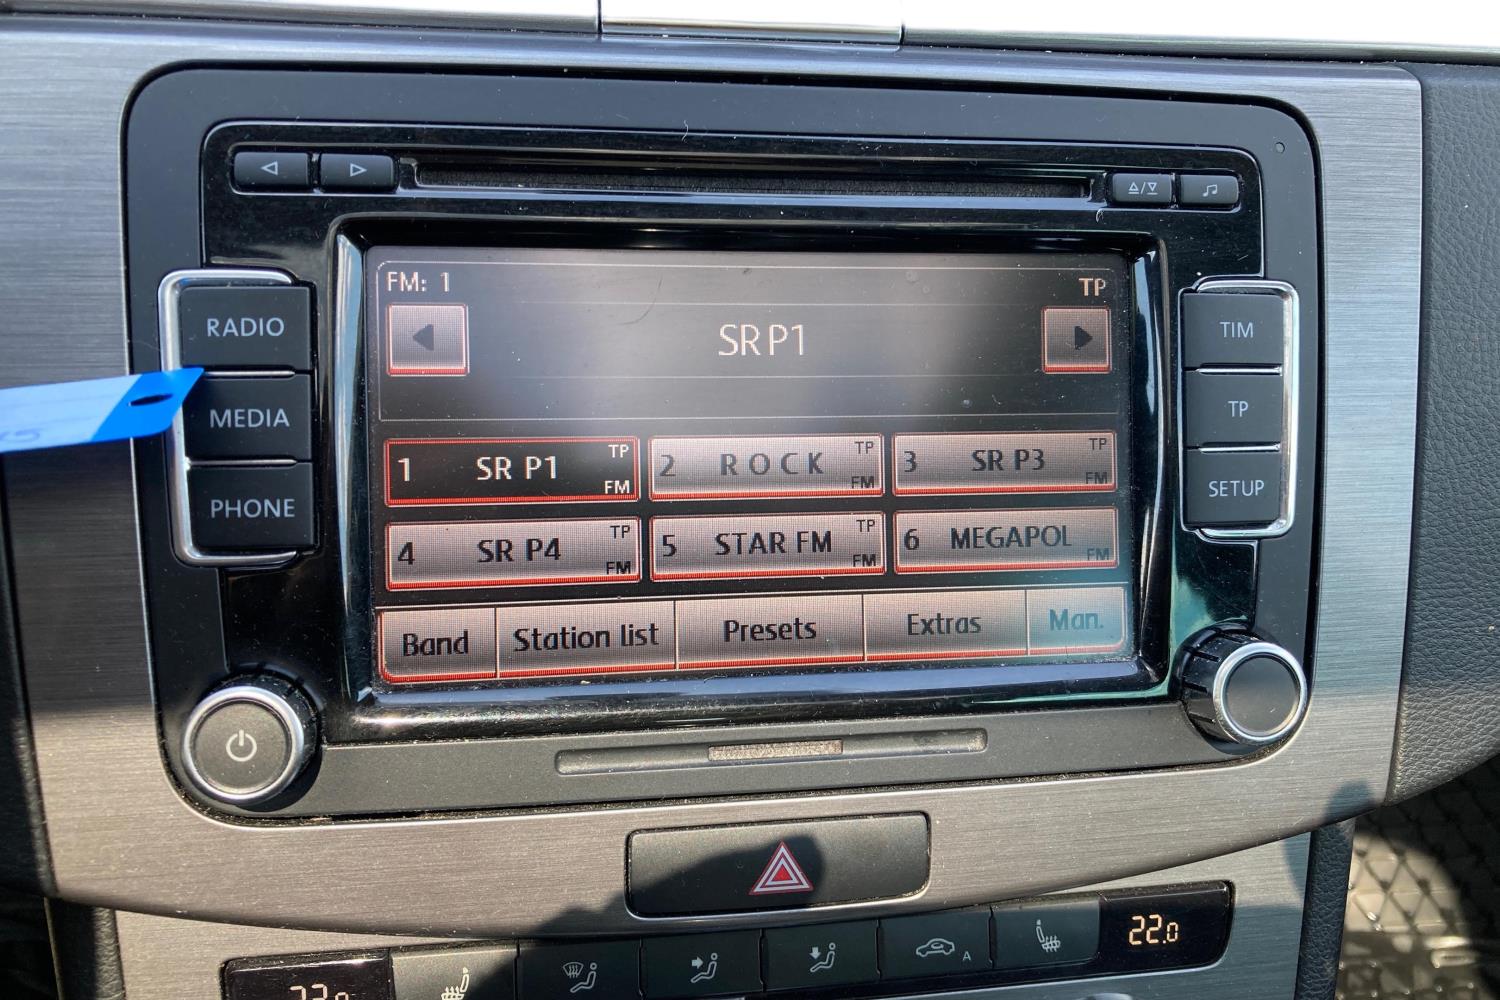 FM: 1
TP
SR P1
RADIO
MEDIA
PHONE
TIM
TP
SETUP
1 SR P1 TP FM
2 R O C K TP FM
3 SR P3 TP FM
4 SR P4 TP FM
5 STAR FM TP FM
6 MEGAPOL FM
Band
Station list
Presets
Extras
Man.
A
22.0